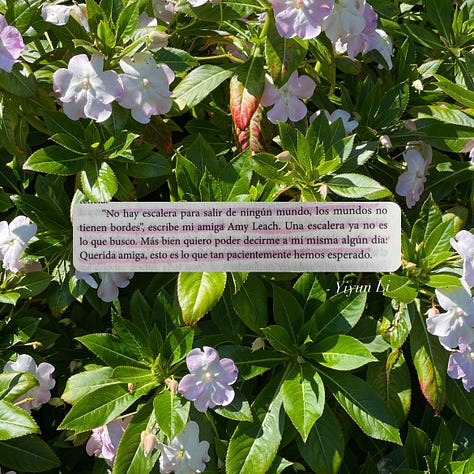 “No hay escalera para salir de ningún mundo, los mundos no
tienen bordes”, escribe mi amiga Amy Leach. Una escalera ya no es
lo que busco. Más bien quiero poder decirme a mí misma algún día:
Querida amiga, esto es lo que tan pacientemente hemos esperado.
- Yiyun Li